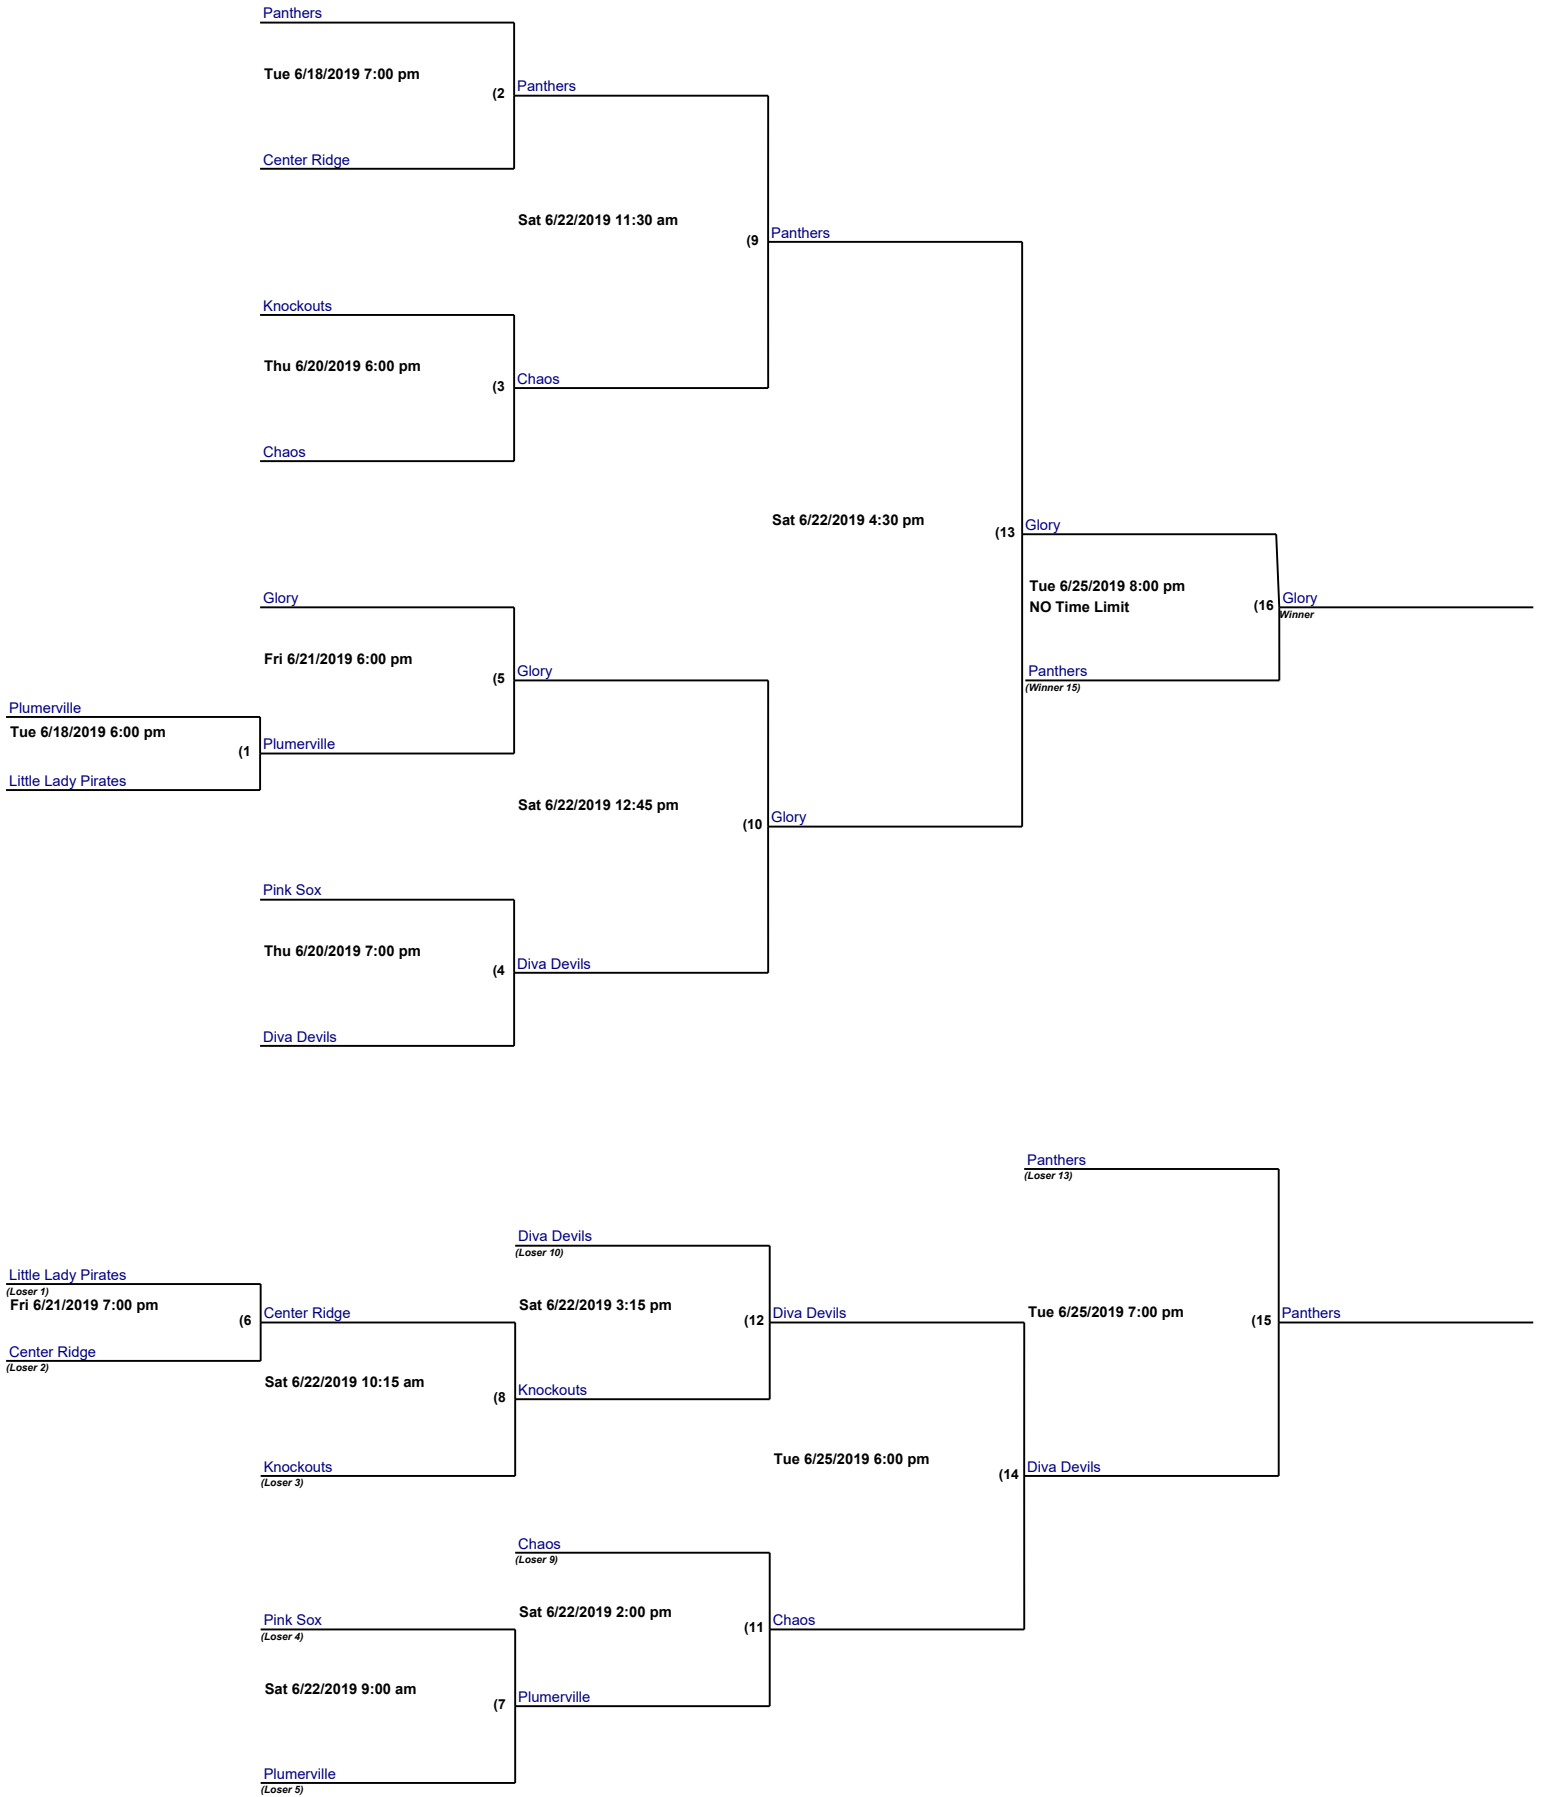 Panthers
Tue 6/18/2019 7:00 pm
(2
Panthers
Center Ridge
Sat 6/22/2019 11:30 am
(9
Panthers
Knockouts
Thu 6/20/2019 6:00 pm
(3
Chaos
Chaos
Sat 6/22/2019 4:30 pm
(13
Glory
Glory
Tue 6/25/2019 8:00 pm
NO Time Limit
(16
Glory
Winner
Fri 6/21/2019 6:00 pm
(5
Glory
Panthers
(Winner 15)
Plumerville
Tue 6/18/2019 6:00 pm
(1
Plumerville
Little Lady Pirates
Sat 6/22/2019 12:45 pm
(10
Glory
Pink Sox
Thu 6/20/2019 7:00 pm
(4
Diva Devils
Diva Devils
Panthers
(Loser 13)
Diva Devils
(Loser 10)
Little Lady Pirates
(Loser 1)
Fri 6/21/2019 7:00 pm
(6
Center Ridge
Sat 6/22/2019 3:15 pm
(12
Diva Devils
Tue 6/25/2019 7:00 pm
(15
Panthers
Center Ridge
(Loser 2)
Sat 6/22/2019 10:15 am
(8
Knockouts
Knockouts
(Loser 3)
Tue 6/25/2019 6:00 pm
(14
Diva Devils
Chaos
(Loser 9)
Sat 6/22/2019 2:00 pm
(11
Chaos
Pink Sox
(Loser 4)
Sat 6/22/2019 9:00 am
(7
Plumerville
Plumerville
(Loser 5)